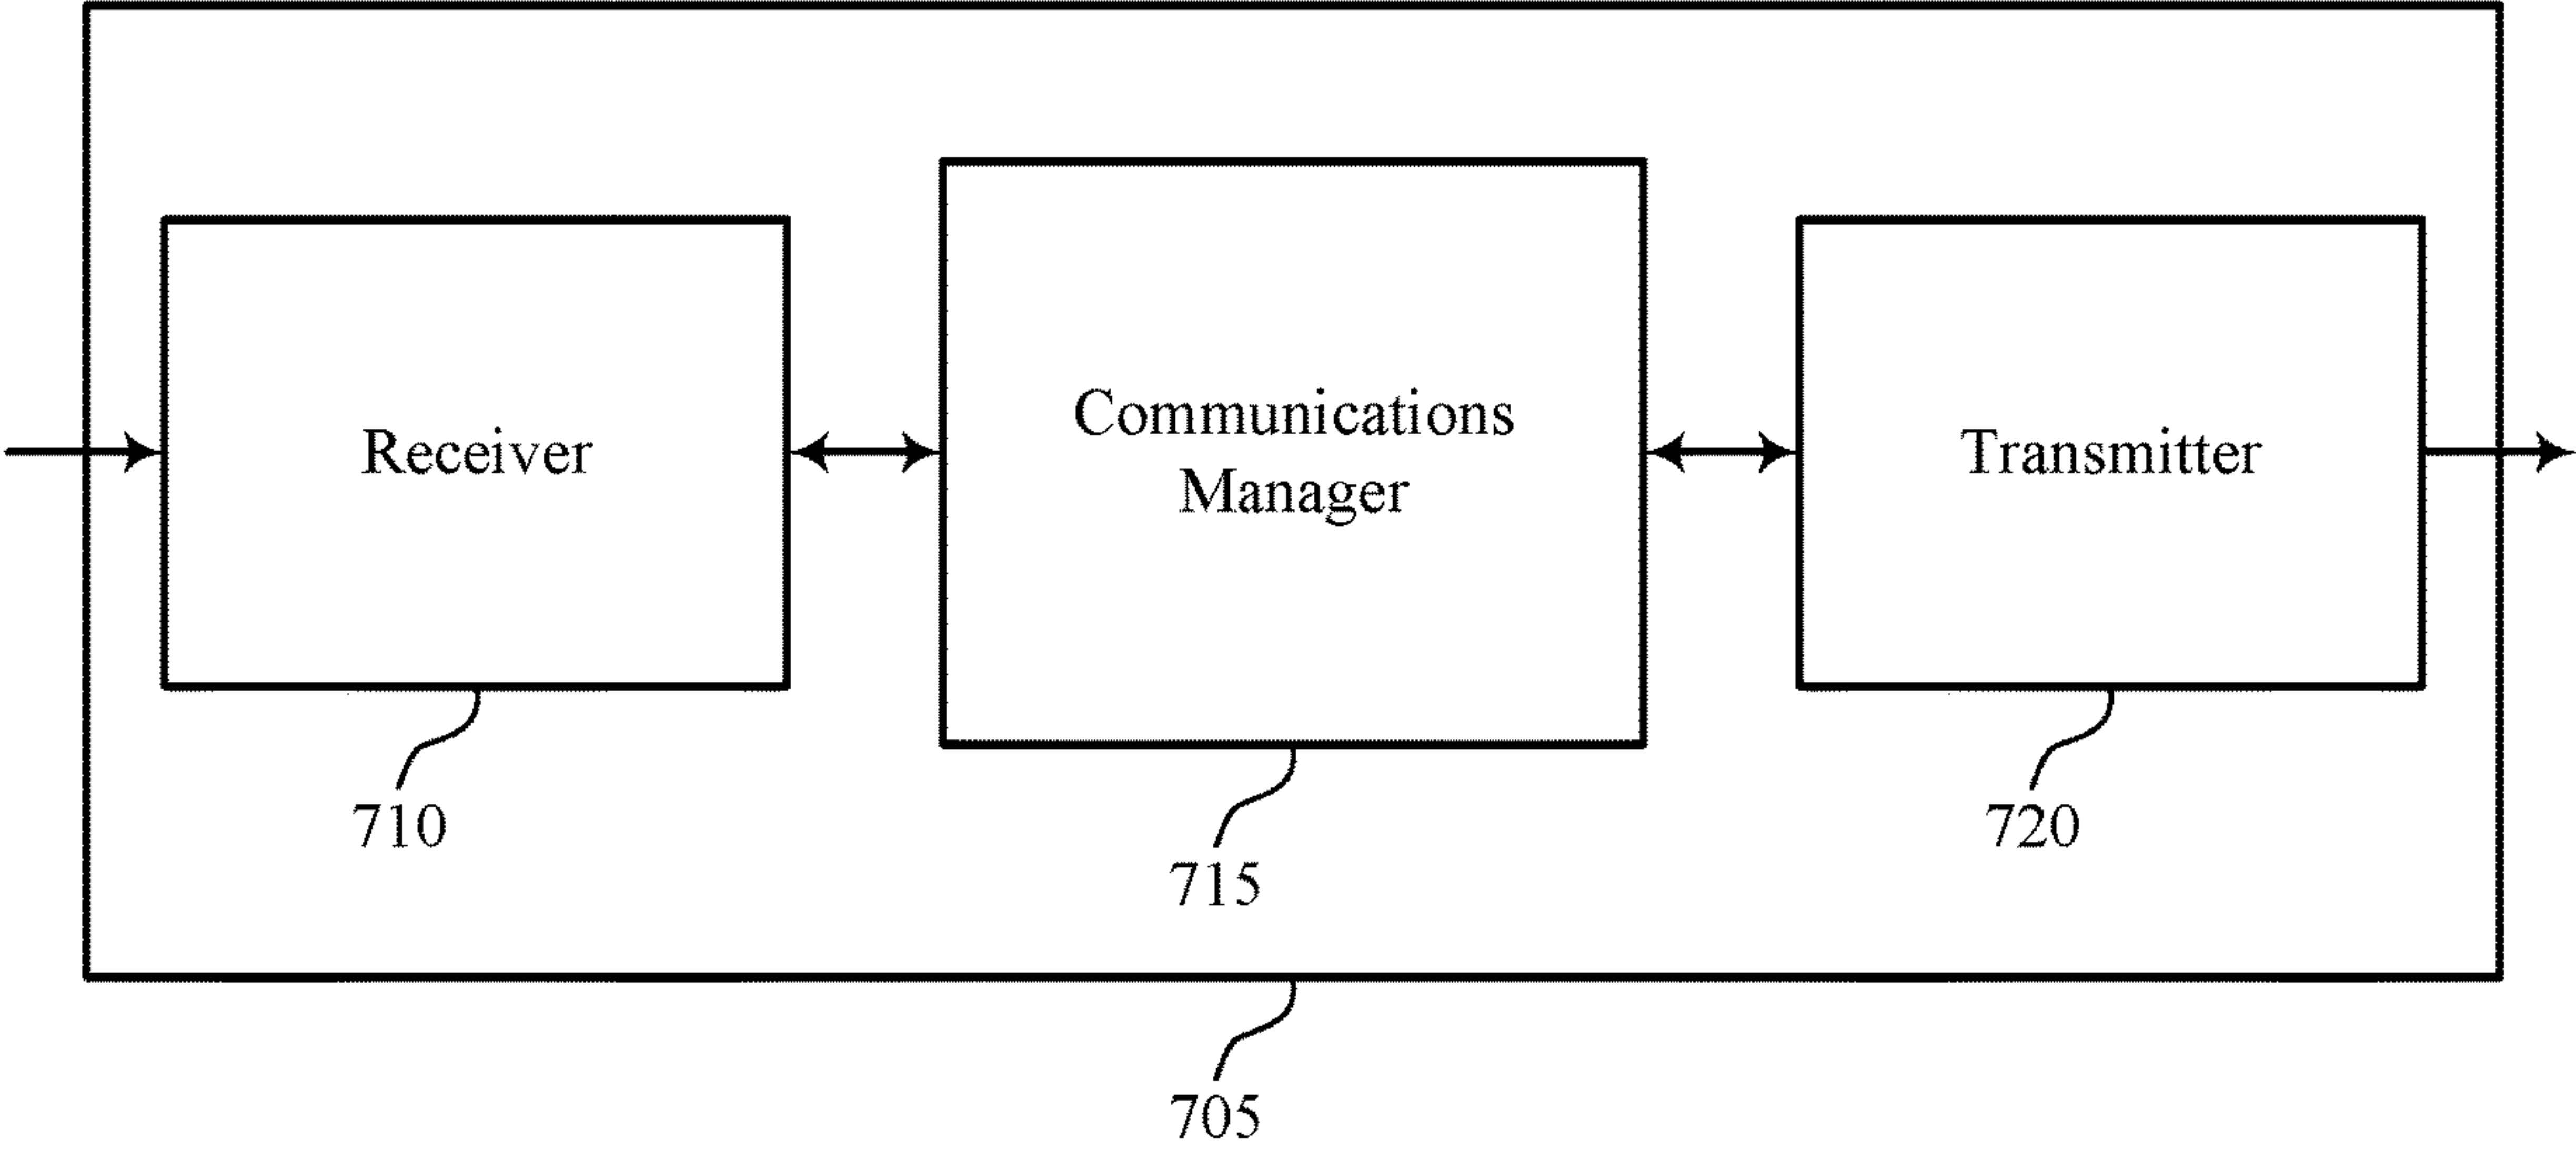 Receiver
Communications
Manager
Transmitter
710
715
720
705